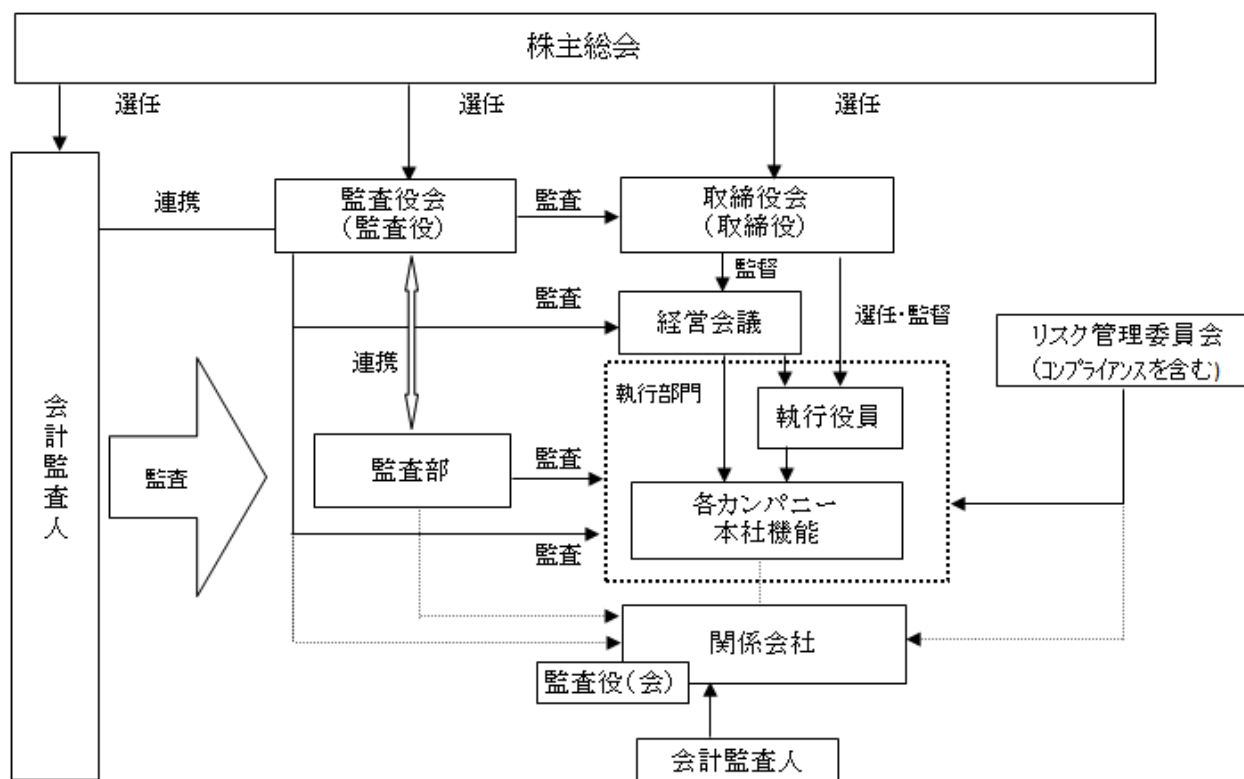 株主総会
選任
選任
選任
連携
監査役会
(監査役)
監査
取締役会
(取締役)
監督
監査
経営会議
選任・監督
リスク管理委員会
(コンプライアンスを含む)
連携
執行部門
執行役員
会計監査人
監査
監査部
監査
各カンパニー
本社機能
監査
関係会社
監査役(会)
会計監査人